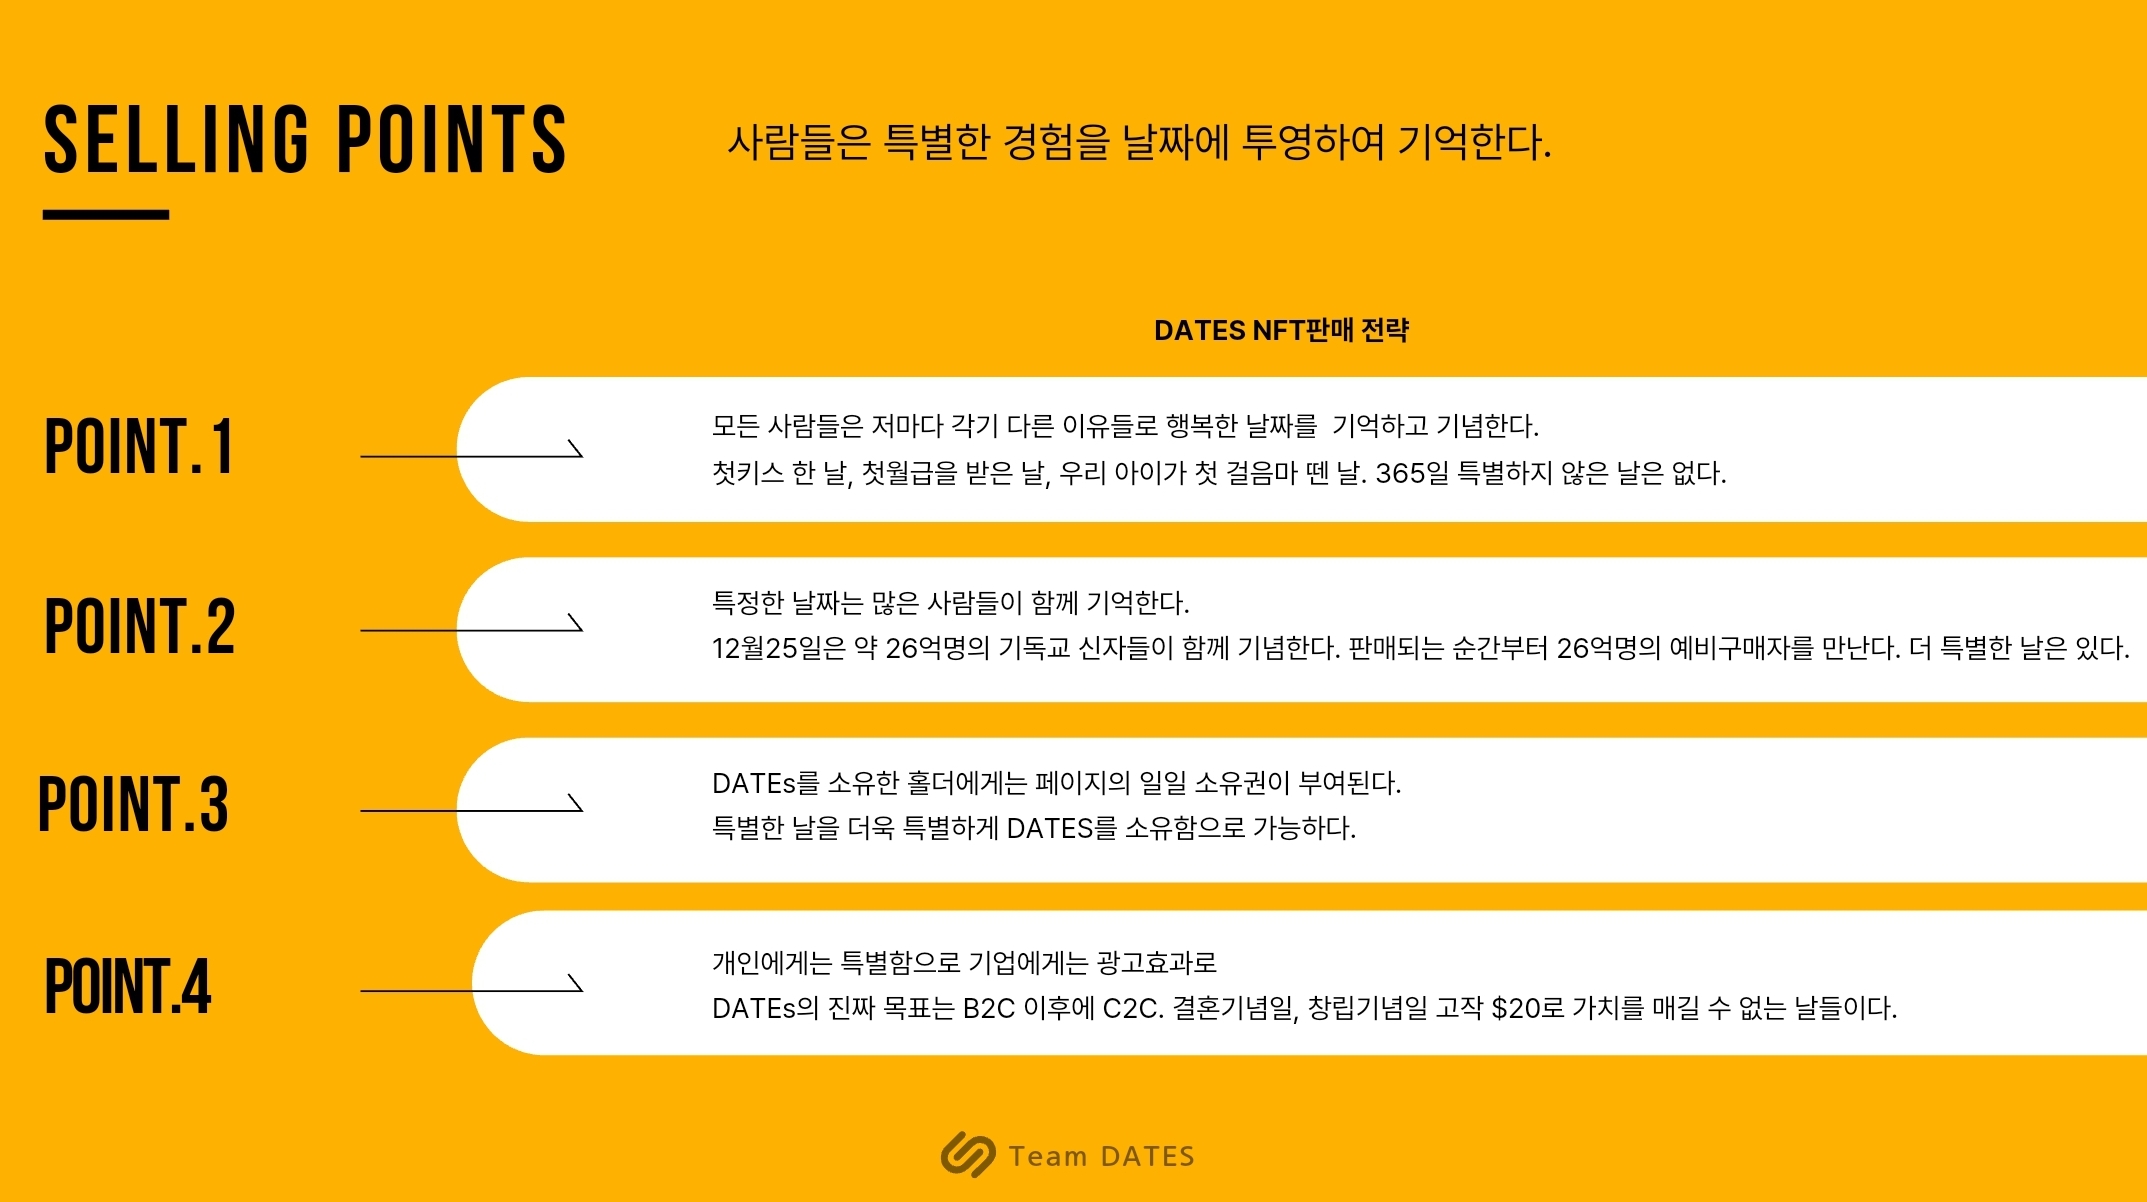 SELLING POINTS
사람들은 특별한 경험을 날짜에 투영하여 기억한다.
DATES NFT판매 전략
POINT.1
모든 사람들은 저마다 각기 다른 이유들로 행복한 날짜를 기억하고 기념한다.
첫키스 한 날, 첫월급을 받은 날, 우리 아이가 첫 걸음마 뗀 날. 365일 특별하지 않은 날은 없다.
POINT.2
특정한 날짜는 많은 사람들이 함께 기억한다.
12월25일은 약 26억명의 기독교 신자들이 함께 기념한다. 판매되는 순간부터 26억명의 예비구매자를 만난다. 더 특별한 날은 있다.
POINT.3
DATEs를 소유한 홀더에게는 페이지의 일일 소유권이 부여된다.
특별한 날을 더욱 특별하게 DATES를 소유함으로 가능하다.
POINT.4
개인에게는 특별함으로 기업에게는 광고효과로
DATEs의 진짜 목표는 B2C 이후에 C2C. 결혼기념일, 창립기념일 고작 $20로 가치를 매길 수 없는 날들이다.
Team DATES